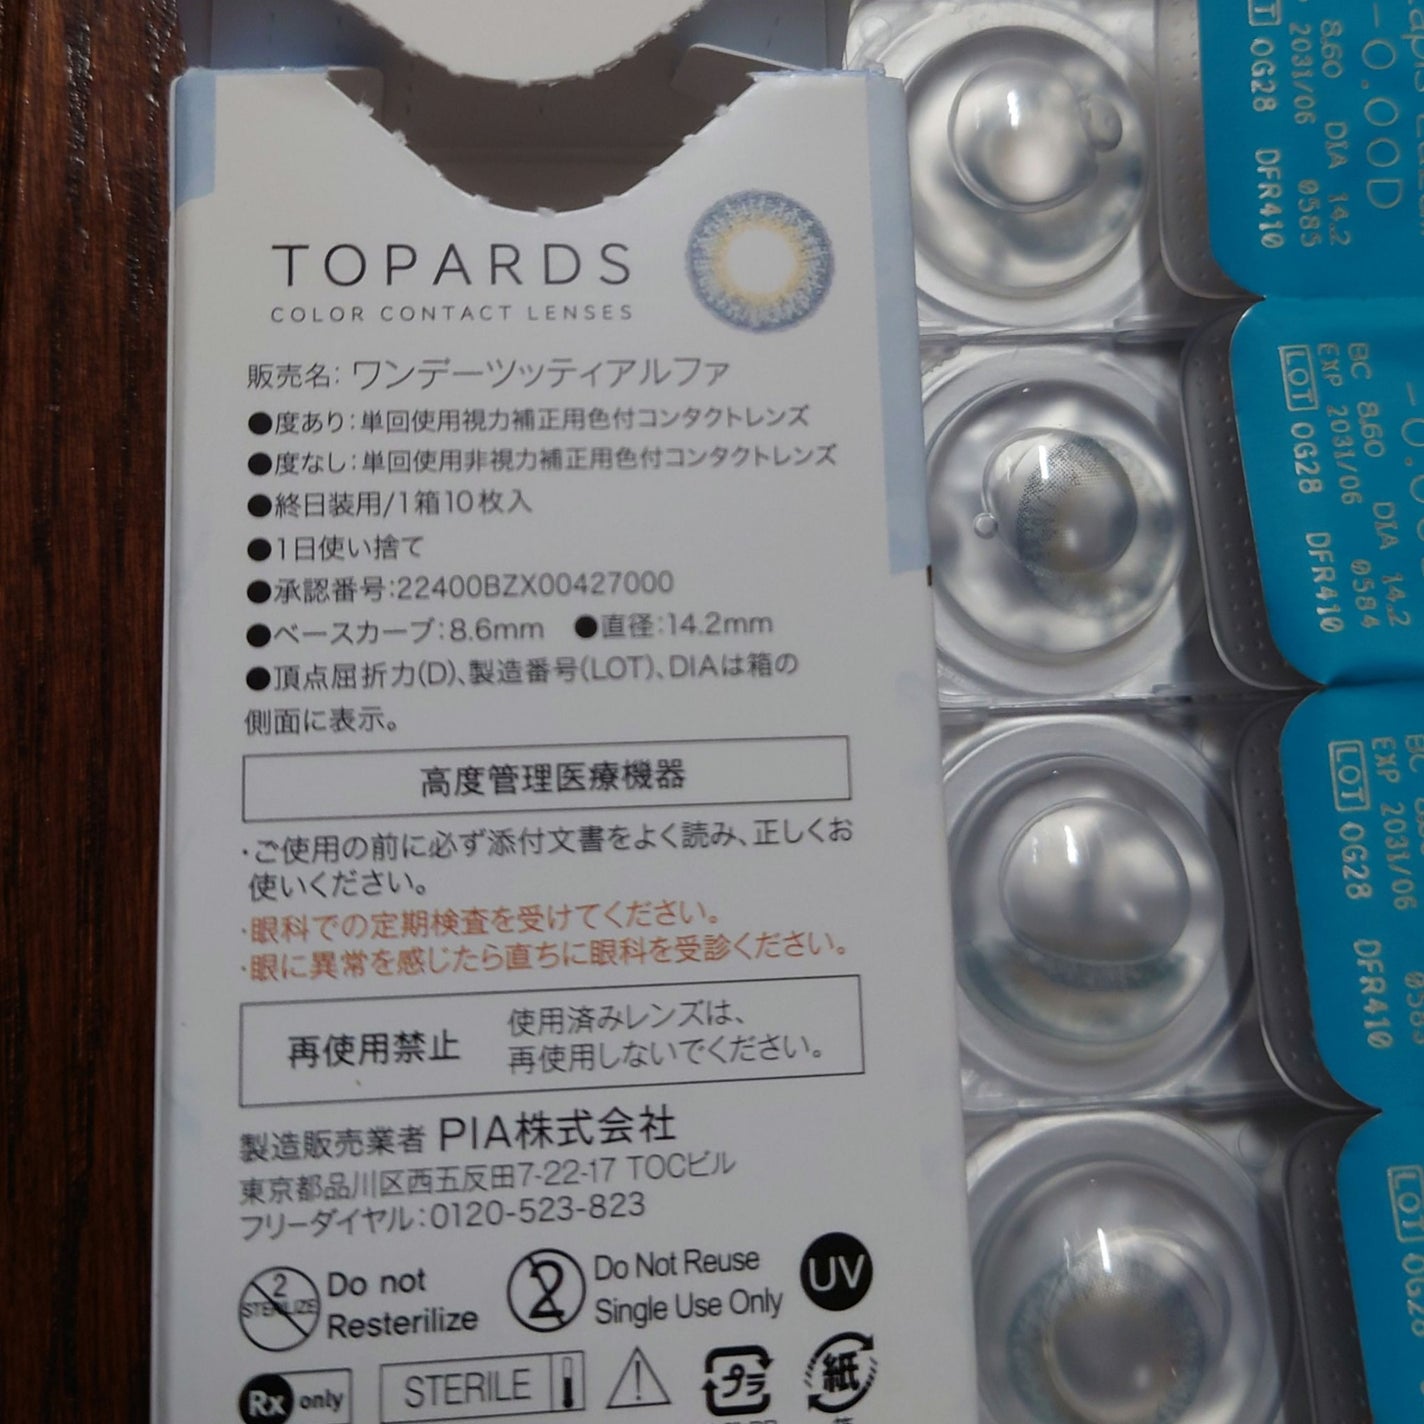 TOPARDS
COLOR CONTACT LENSES
販売名：ワンデーツッティアルファ
●度あり：単回使用視力補正用色付コンタクトレンズ
●度なし：単回使用非視力補正用色付コンタクトレンズ
●終日装用/1箱10枚入
●1日使い捨て
●承認番号：22400BZX00427000
●ベースカーブ：8.6mm ●直径：14.2mm
●頂点屈折力(D)、製造番号(LOT)、DIAは箱の
側面に表示。
高度管理医療機器
・ご使用の前に必ず添付文書をよく読み、正しくお
使いください。
・眼科での定期検査を受けてください。
・眼に異常を感じたら直ちに眼科を受診ください。
再使用禁止
使用済みレンズは、
再使用しないでください。
製造販売業者 PIA株式会社
東京都品川区西五反田7-22-17 TOCビル
フリーダイヤル：0120-523-823
2
STERILIZE
Do not
Resterilize
2
Do Not Reuse
Single Use Only
UV
Rx only
STERILE
プラ
紙
-0.00D
8.60 DIA 14.2
2031/06 0585
OG28 DFR410
BC 8.60 DIA 14.2
EXP 2031/06 0584
LOT OG28 DFR410
BC
EXP 2031/06
LOT OG28 DFR410
LOT OG28